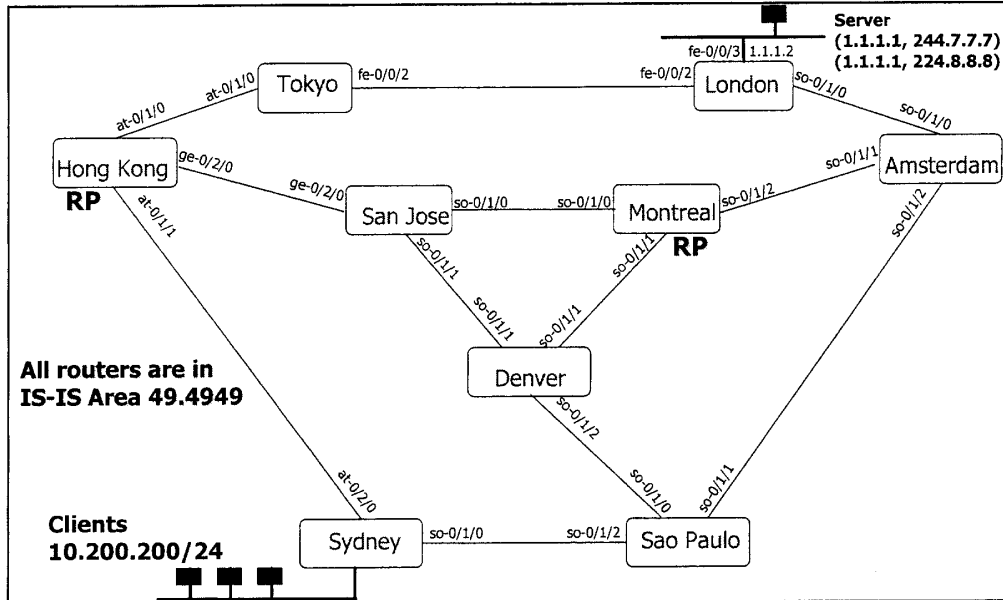 Server
(1.1.1.1, 244.7.7.7)
(1.1.1.1, 224.8.8.8)
fe-0/0/3 1.1.1.2
Tokyo
fe-0/0/2
fe-0/0/2
London
so-0/1/0
at-0/1/0
at-0/1/0
so-0/1/0
Hong Kong
RP
ge-0/2/0
ge-0/2/0
at-0/1/1
San Jose
so-0/1/0
so-0/1/0
Montreal
RP
so-0/1/2
so-0/1/1
Amsterdam
so-0/1/2
so-0/1/1
so-0/1/1
so-0/1/1
so-0/1/1
Denver
so-0/1/2
All routers are in
IS-IS Area 49.4949
at-0/2/0
so-0/1/0
so-0/1/1
Clients
10.200.200/24
Sydney
so-0/1/0
so-0/1/2
Sao Paulo